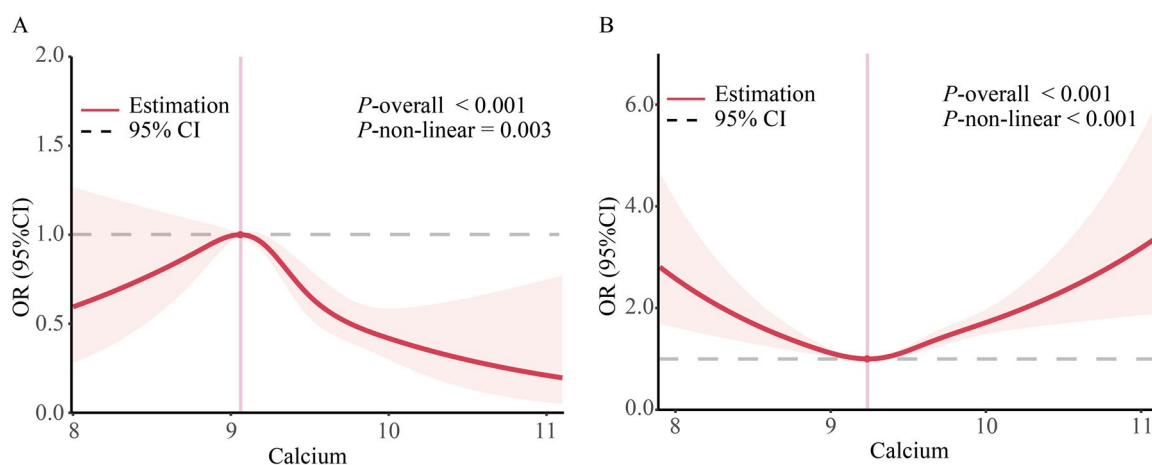 A
OR (95%CI)
2.0
1.5
1.0
0.5
0.0
Estimation
95% CI
P-overall < 0.001
P-non-linear = 0.003
8
9
10
11
Calcium
B
OR (95%CI)
6.0
4.0
2.0
0.0
Estimation
95% CI
P-overall < 0.001
P-non-linear < 0.001
8
9
10
11
Calcium